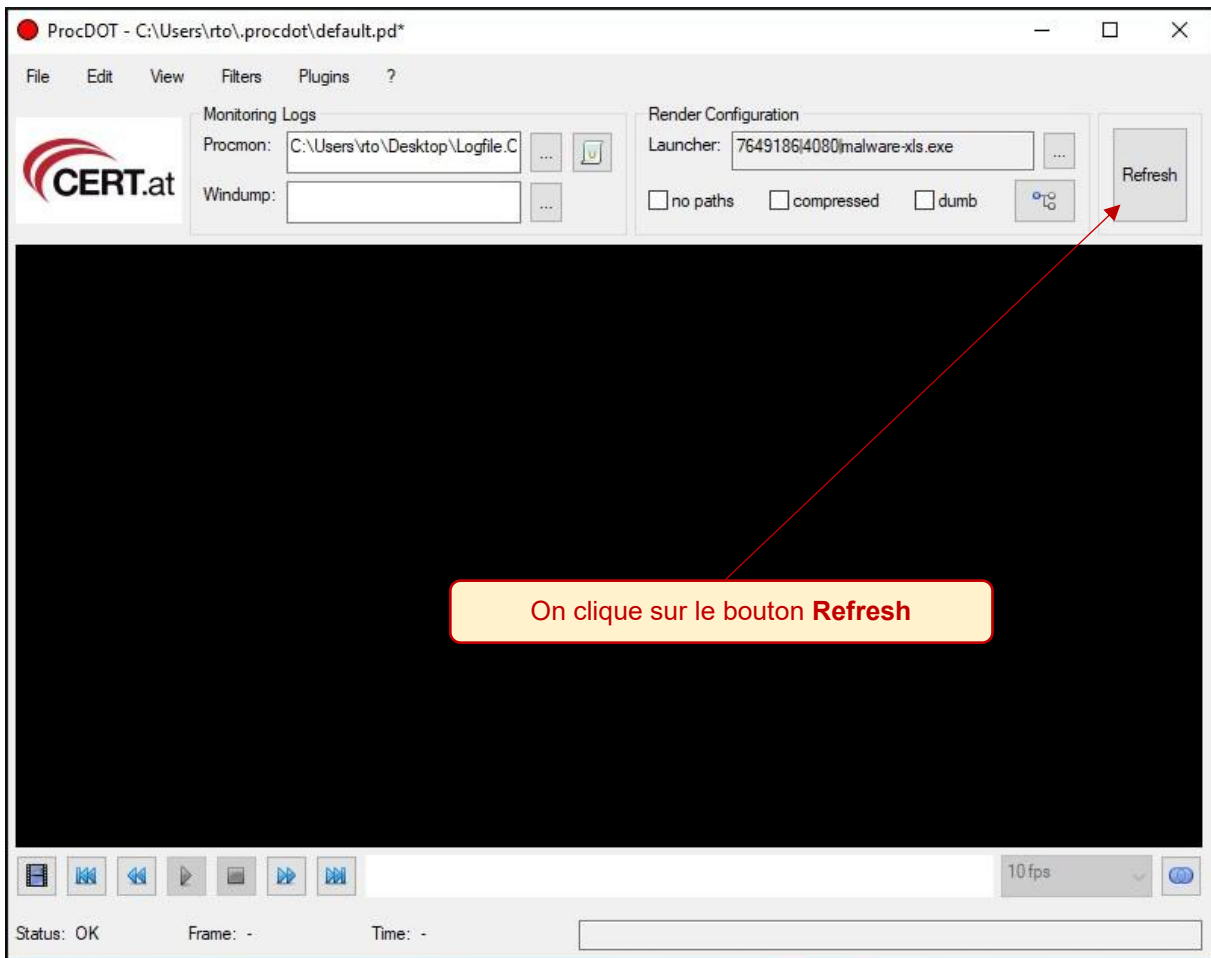 ProcDOT - C:\Users\rto\.procdot\default.pd*
File Edit View Filters Plugins ?
CERT.at
Monitoring Logs
Procmon: C:\Users\rto\Desktop\Logfile.C ...
Windump: ...
Render Configuration
Launcher: 7649186|4080|malware-xls.exe ...
no paths compressed dumb
Refresh
On clique sur le bouton Refresh
10 fps
Status: OK Frame: - Time: -